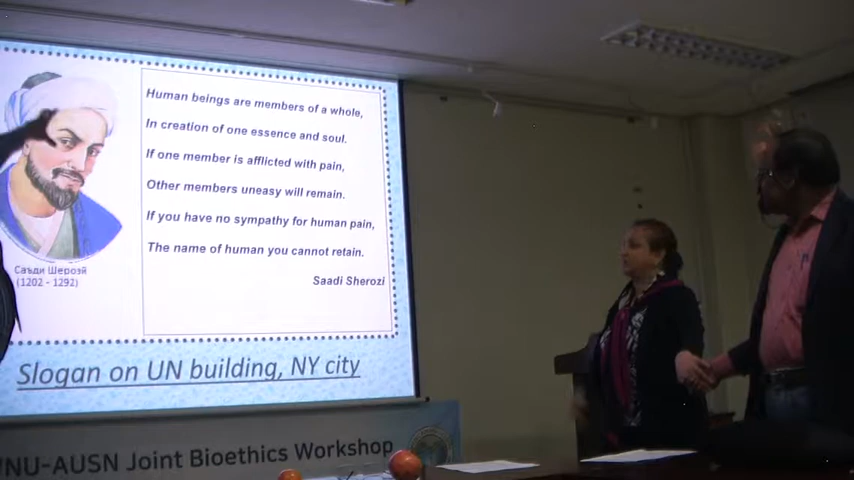 Human beings are members of a whole,
In creation of one essence and soul.
If one member is afflicted with pain,
Other members uneasy will remain.
If you have no sympathy for human pain,
The name of human you cannot retain.
Saadi Sherozi
Саъди Шерозӣ
(1202 - 1292)
Slogan on UN building, NY city
WNU-AUSN Joint Bioethics Workshop